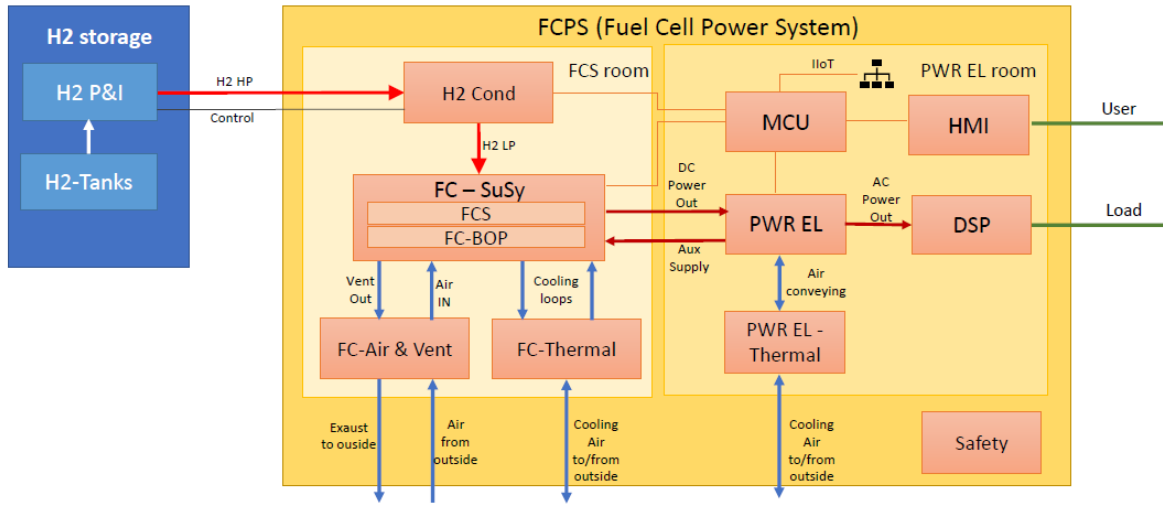 FCPS (Fuel Cell Power System)
H2 storage
H2 P&I
H2-Tanks
H2 HP
Control
FCS room
H2 Cond
H2 LP
FC – SuSy
FCS
FC-BOP
Vent
Out
Air
IN
Cooling
loops
FC-Air & Vent
FC-Thermal
Exaust
to ouside
Air
from
outside
Cooling
Air
to/from
outside
PWR EL room
IIoT
MCU
HMI
User
DC
Power
Out
Aux
Supply
PWR EL
AC
Power
Out
DSP
Load
Air
conveying
PWR EL -
Thermal
Cooling
Air
to/from
outside
Safety